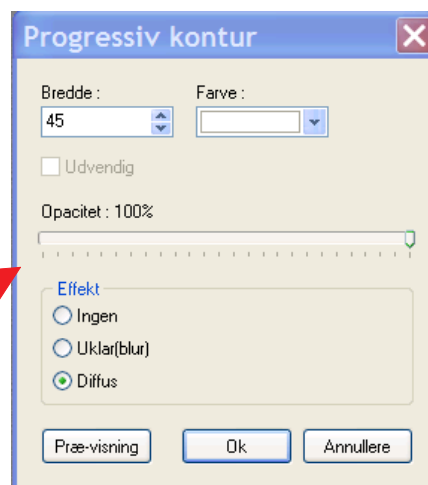 Progressiv kontur
Bredde : Farve :
45
Udvendig
Opacitet : 100%
Effekt
Ingen
Uklar(blur)
Diffus
Præ-visning Ok Annullere